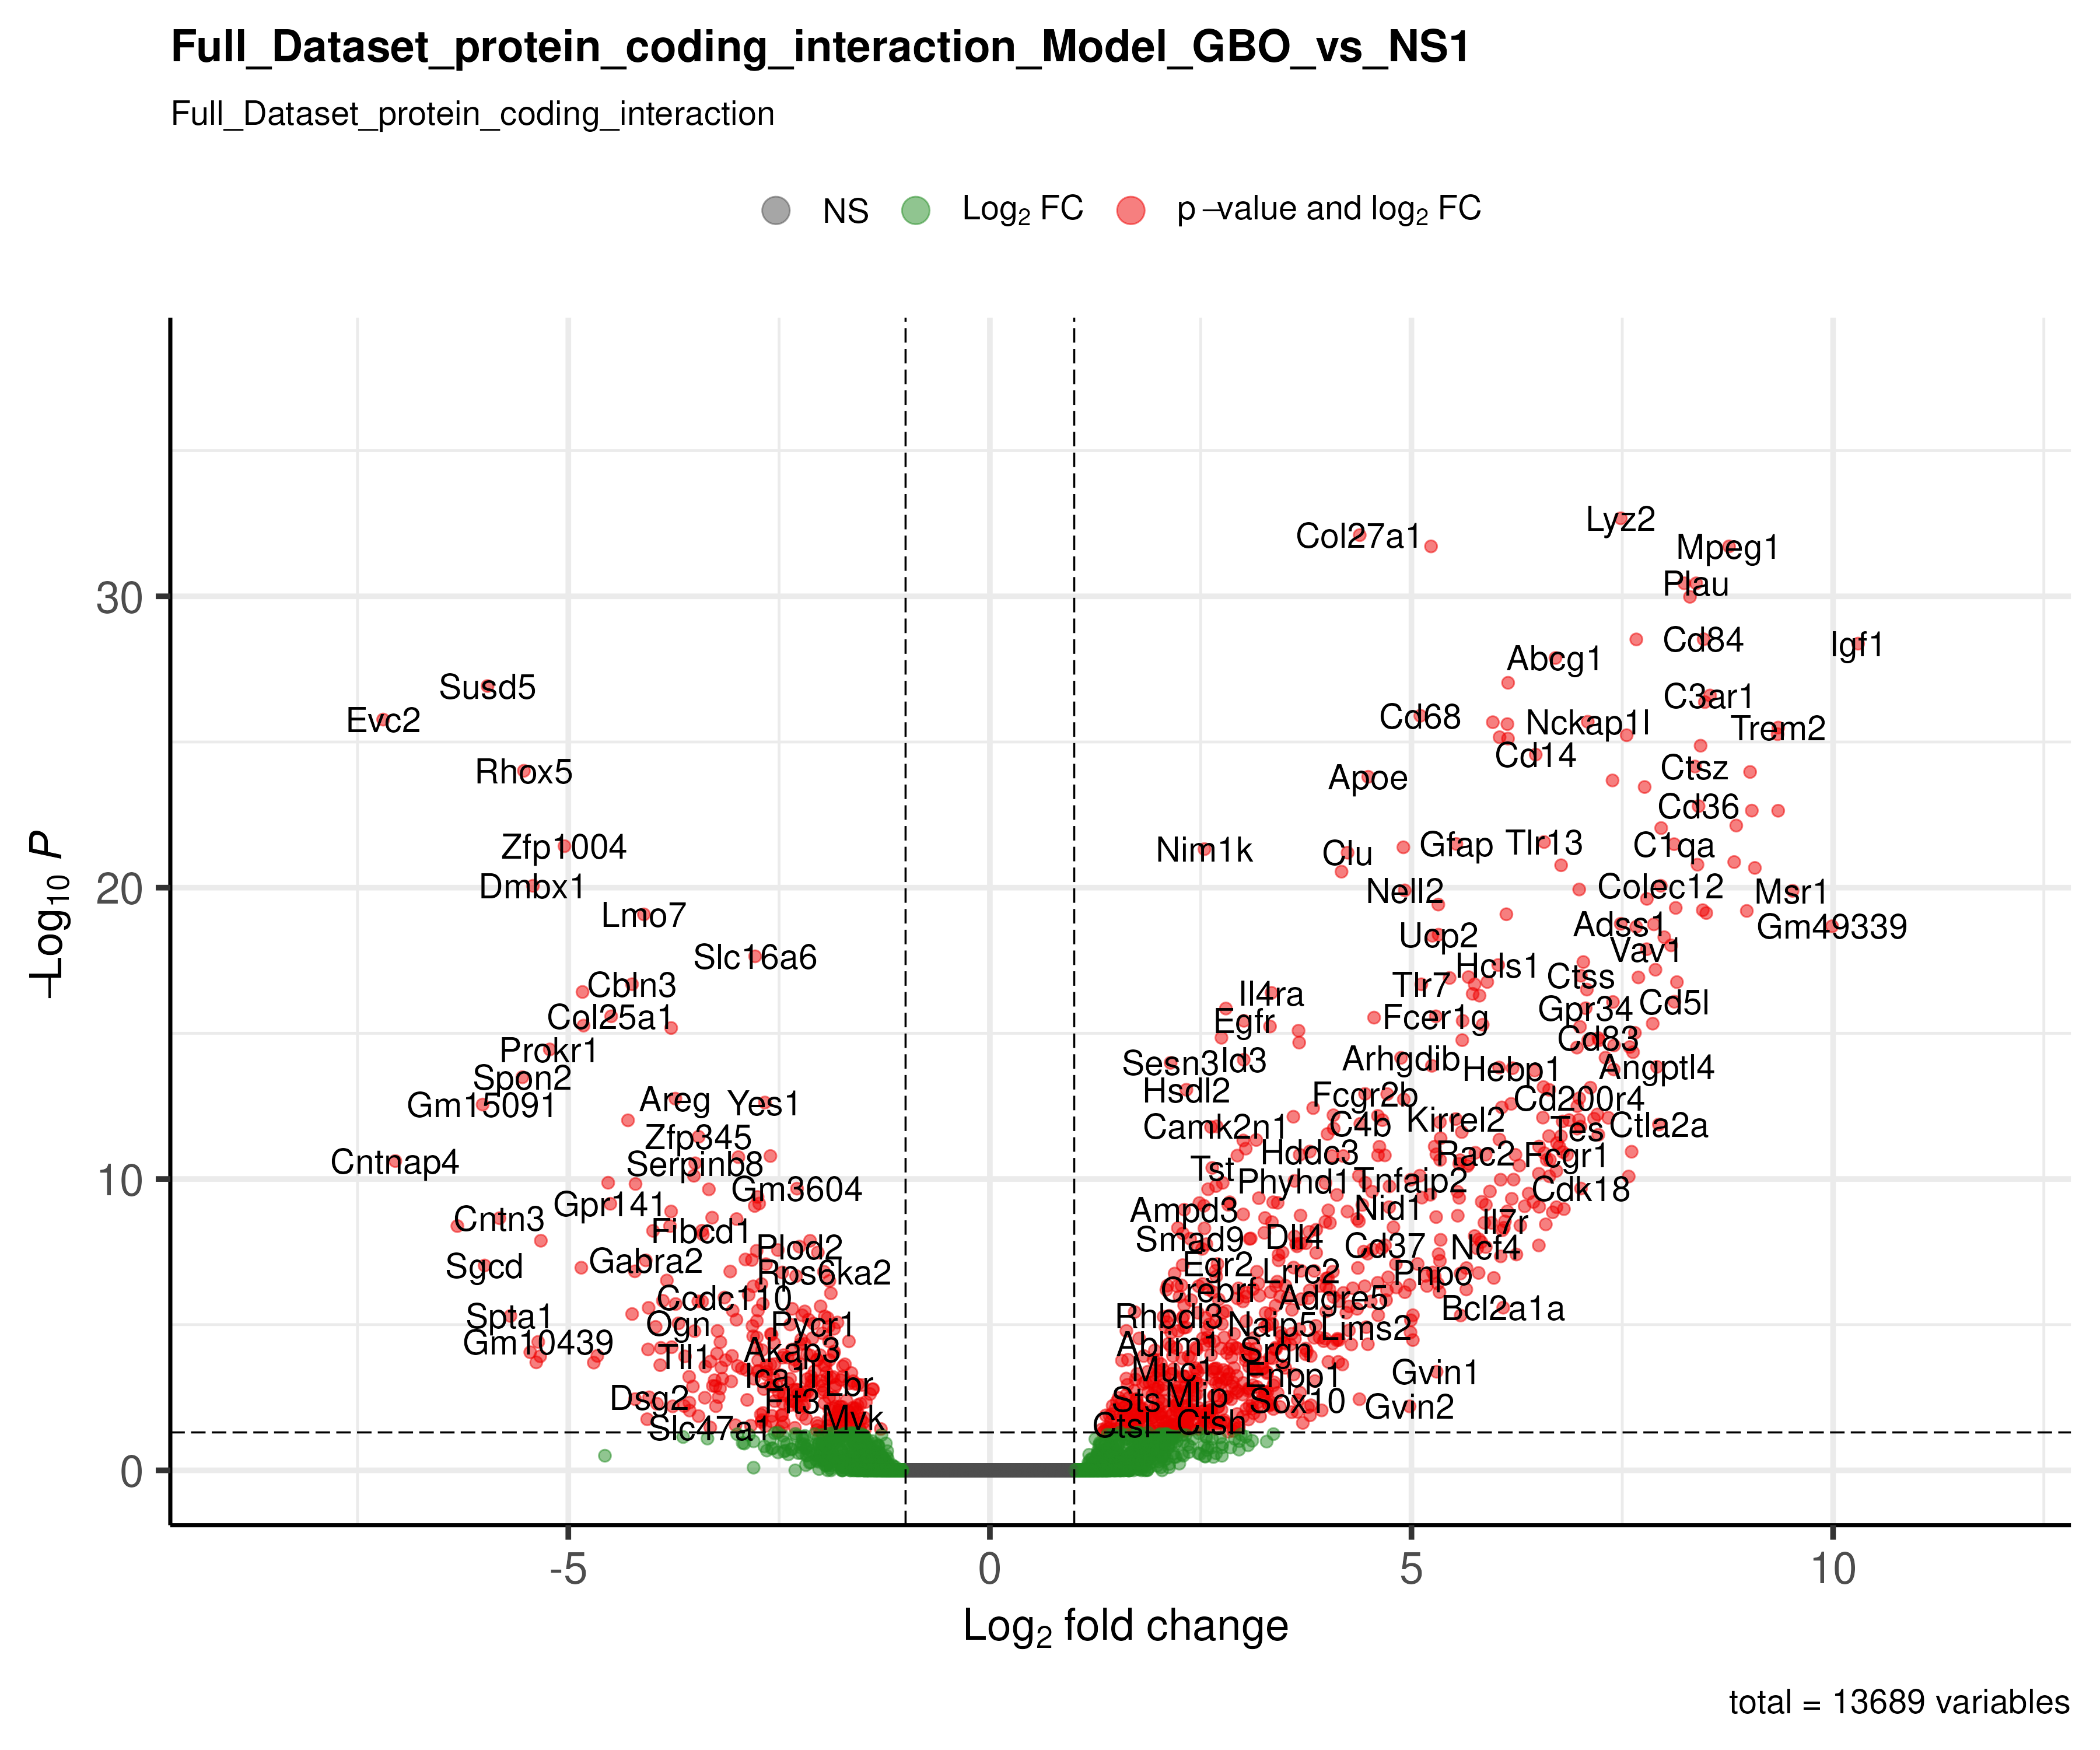 Full_Dataset_protein_coding_interaction_Model_GBO_vs_NS1
Full_Dataset_protein_coding_interaction
NS Log2 FC p −value and log2 FC
−Log10 P
30
20
10
0
Lyz2
Col27a1
Mpeg1
Plau
Cd84
Igf1
Abcg1
Susd5
C3ar1
Evc2
Cd68
Nckap1l
Trem2
Cd14
Rhox5
Apoe
Ctsz
Cd36
Zfp1004
Nim1k
Clu
Gfap
Tlr13
C1qa
Dmbx1
Nell2
Colec12
Msr1
Lmo7
Adss1
Gm49339
Ucp2
Vav1
Slc16a6
Hcls1
Cbln3
Il4ra
Tlr7
Ctss
Cd5l
Col25a1
Egfr
Fcer1g
Gpr34
Prokr1
Cd83
Spon2
Sesn3
Id3
Arhgdib
Hebp1
Angptl4
Gm15091
Areg
Yes1
Hsdl2
Fcgr2b
Cd200r4
Zfp345
Camk2n1
C4b
Kirrel2
Tes
Ctla2a
Cntnap4
Serpinb8
Hddc3
Rac2
Fcgr1
Gm3604
Tst
Phyhd1
Tnfaip2
Cdk18
Gpr141
Cntn3
Fibcd1
Ampd3
Nid1
Il7r
Plod2
Smad9
Dll4
Cd37
Ncf4
Sgcd
Gabra2
Rps6ka2
Egr2
Lrrc2
Pnpo
Ccdc110
Crebrf
Adgre5
Bcl2a1a
Spta1
Ogn
Pycr1
Rhbdl3
Naip5
Lims2
Gm10439
Tll1
Akap3
Ablim1
Srgn
Ica1l
Lbr
Muc1
Enpp1
Gvin1
Dsg2
Flt3
Sts
Mlip
Sox10
Gvin2
Slc47a1
Mvk
Ctsl
Ctsh
-5 0 5 10
Log2 fold change
total = 13689 variables